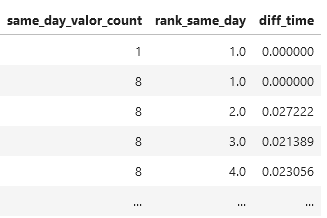 same_day_valor_count rank_same_day diff_time
1 1.0 0.000000
8 1.0 0.000000
8 2.0 0.027222
8 3.0 0.021389
8 4.0 0.023056
... ... ...